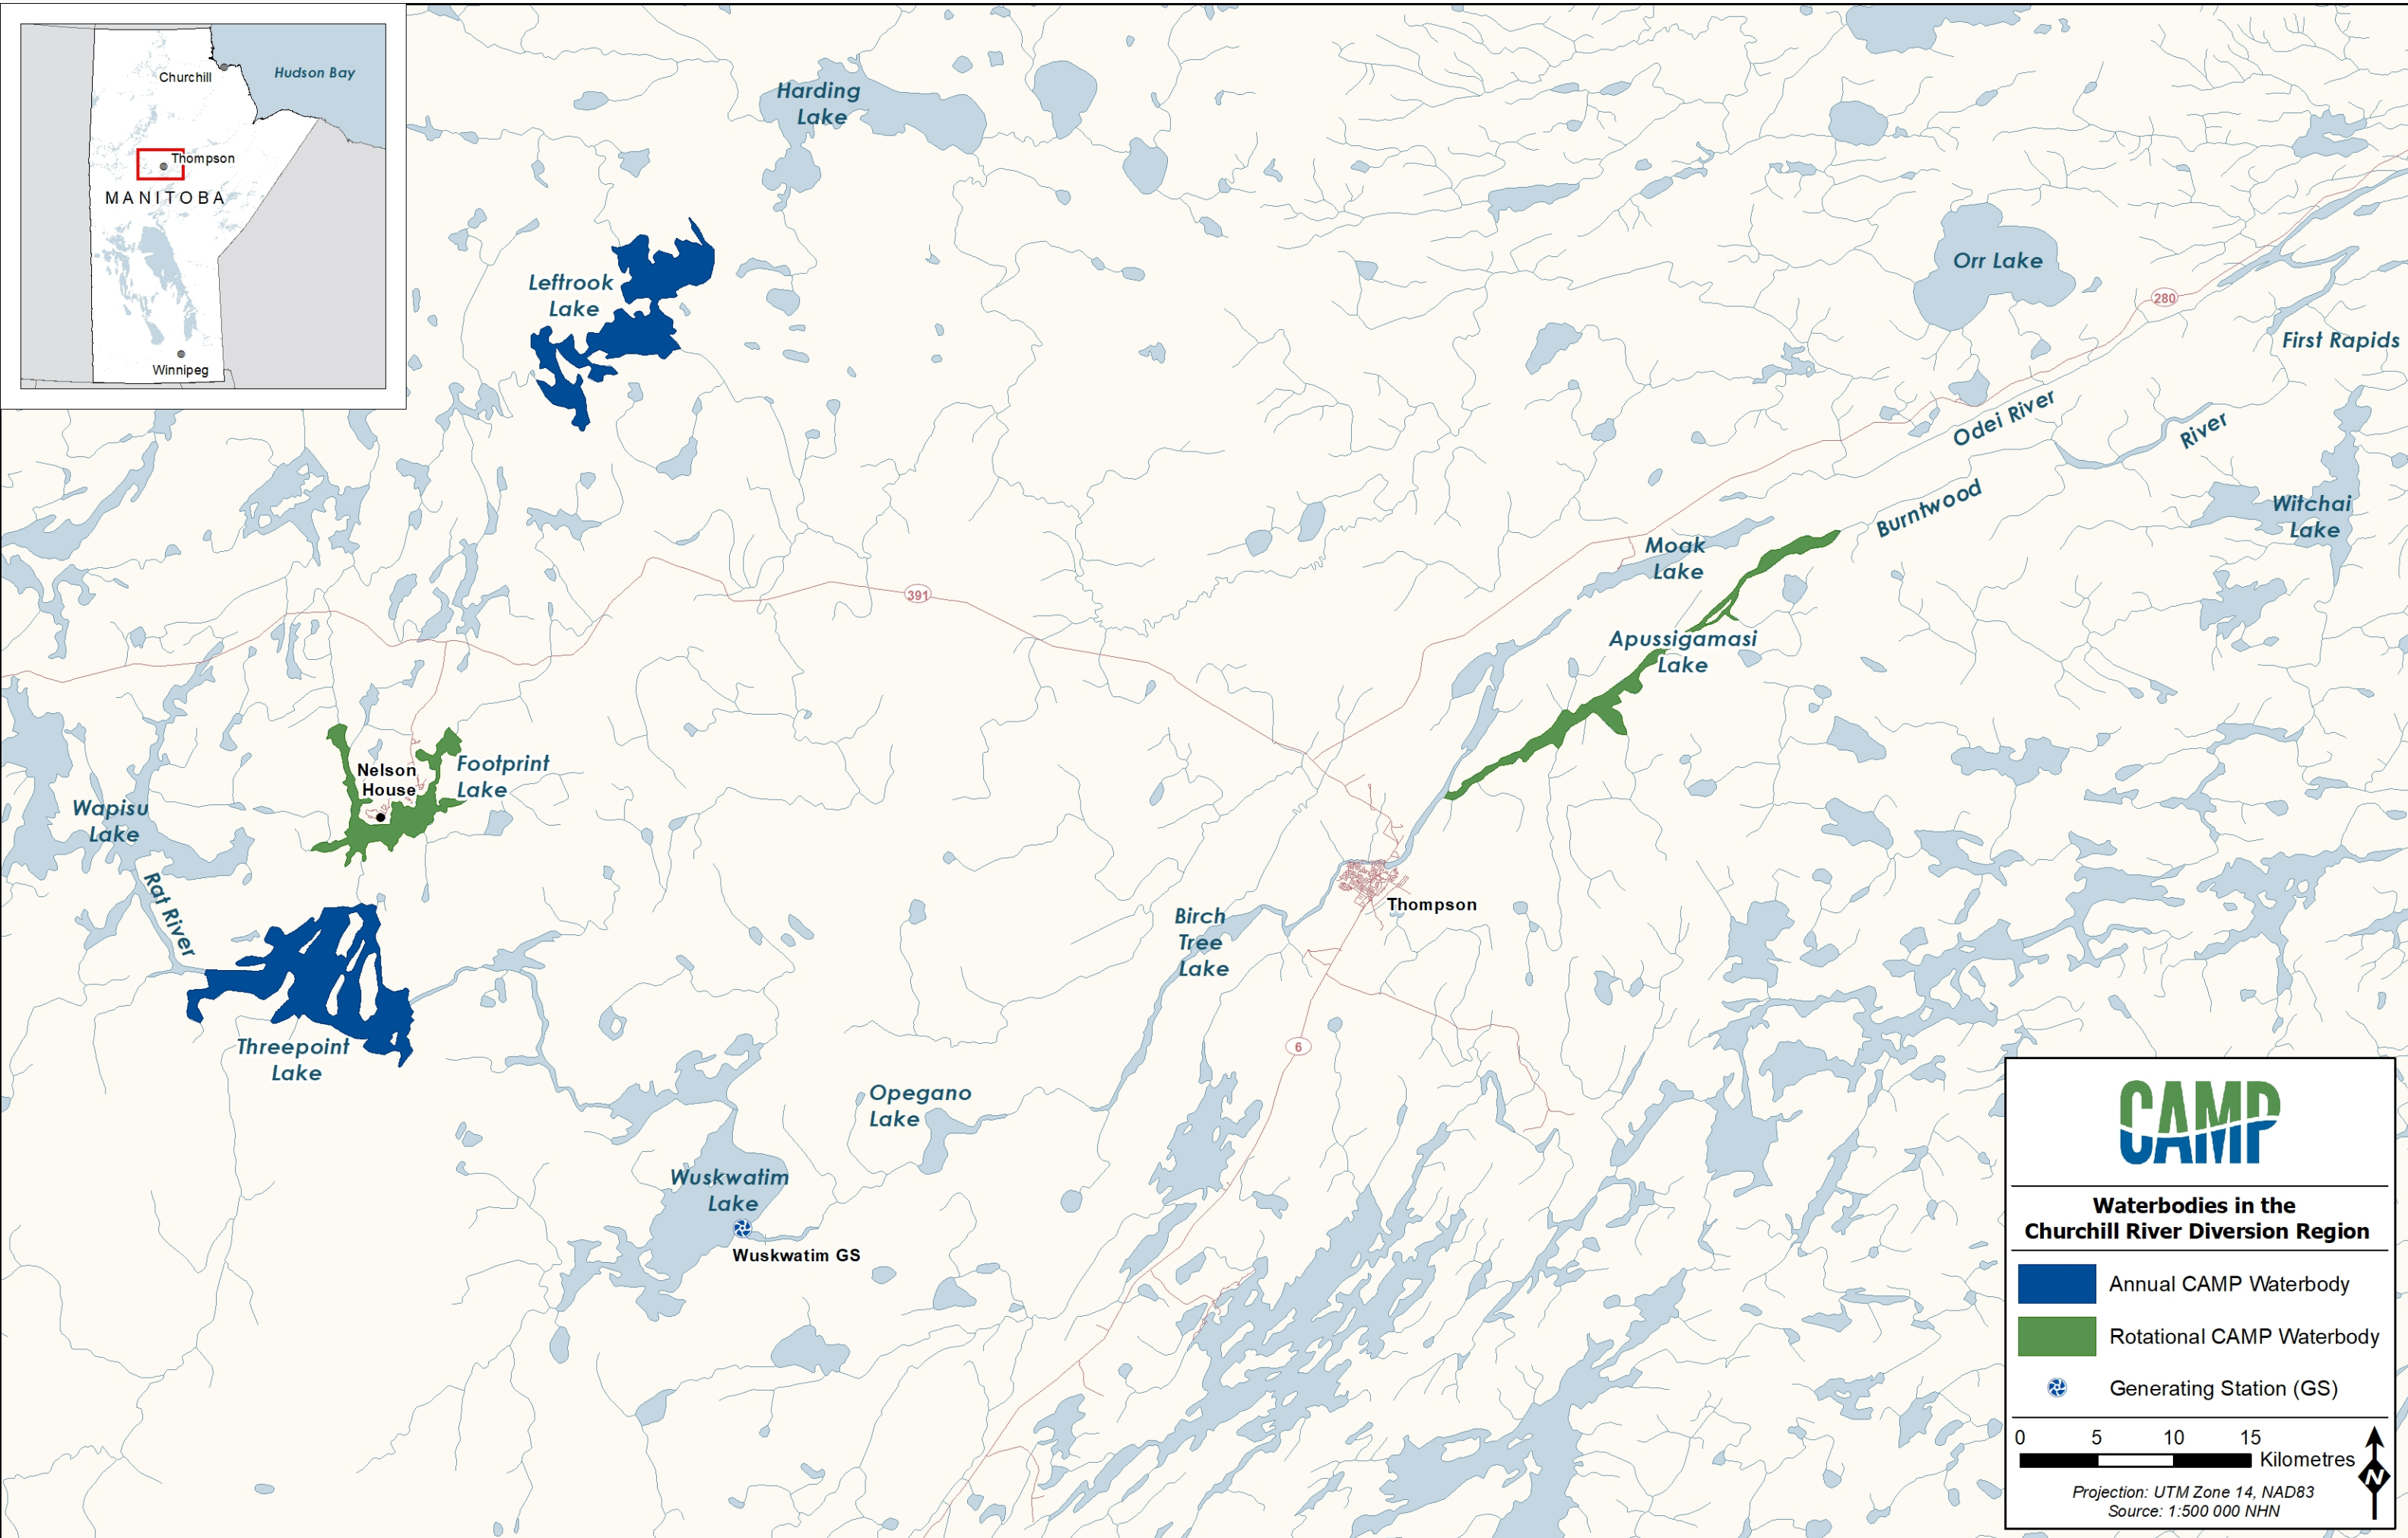 Churchill
Hudson Bay
Thompson
MANITOBA
Winnipeg
Harding
Lake
Leftrook
Lake
Orr Lake
280
First Rapids
Odei River
River
Burntwood
Witchai
Lake
Moak
Lake
391
Apussigamasi
Lake
Nelson
House
Footprint
Lake
Wapisu
Lake
Rat River
Thompson
Birch
Tree
Lake
Threepoint
Lake
6
Opegano
Lake
Wuskwatim
Lake
Wuskwatim GS
CAMP
Waterbodies in the
Churchill River Diversion Region
Annual CAMP Waterbody
Rotational CAMP Waterbody
Generating Station (GS)
0 5 10 15
Kilometres
N
Projection: UTM Zone 14, NAD83
Source: 1:500 000 NHN